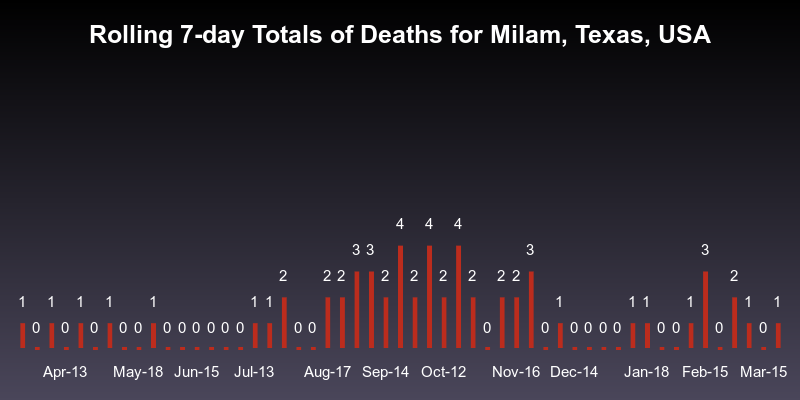 Rolling 7-day Totals of Deaths for Milam, Texas, USA
1 0 1 0 1 0 1 0 0 1 0 0 0 0 0 0 1 1 2 0 0 2 2 3 3 2 4 2 4 2 4 2 0 2 2 3 0 1 0 0 0 0 1 1 0 0 1 3 0 2 1 0 1
Apr-13 May-18 Jun-15 Jul-13 Aug-17 Sep-14 Oct-12 Nov-16 Dec-14 Jan-18 Feb-15 Mar-15